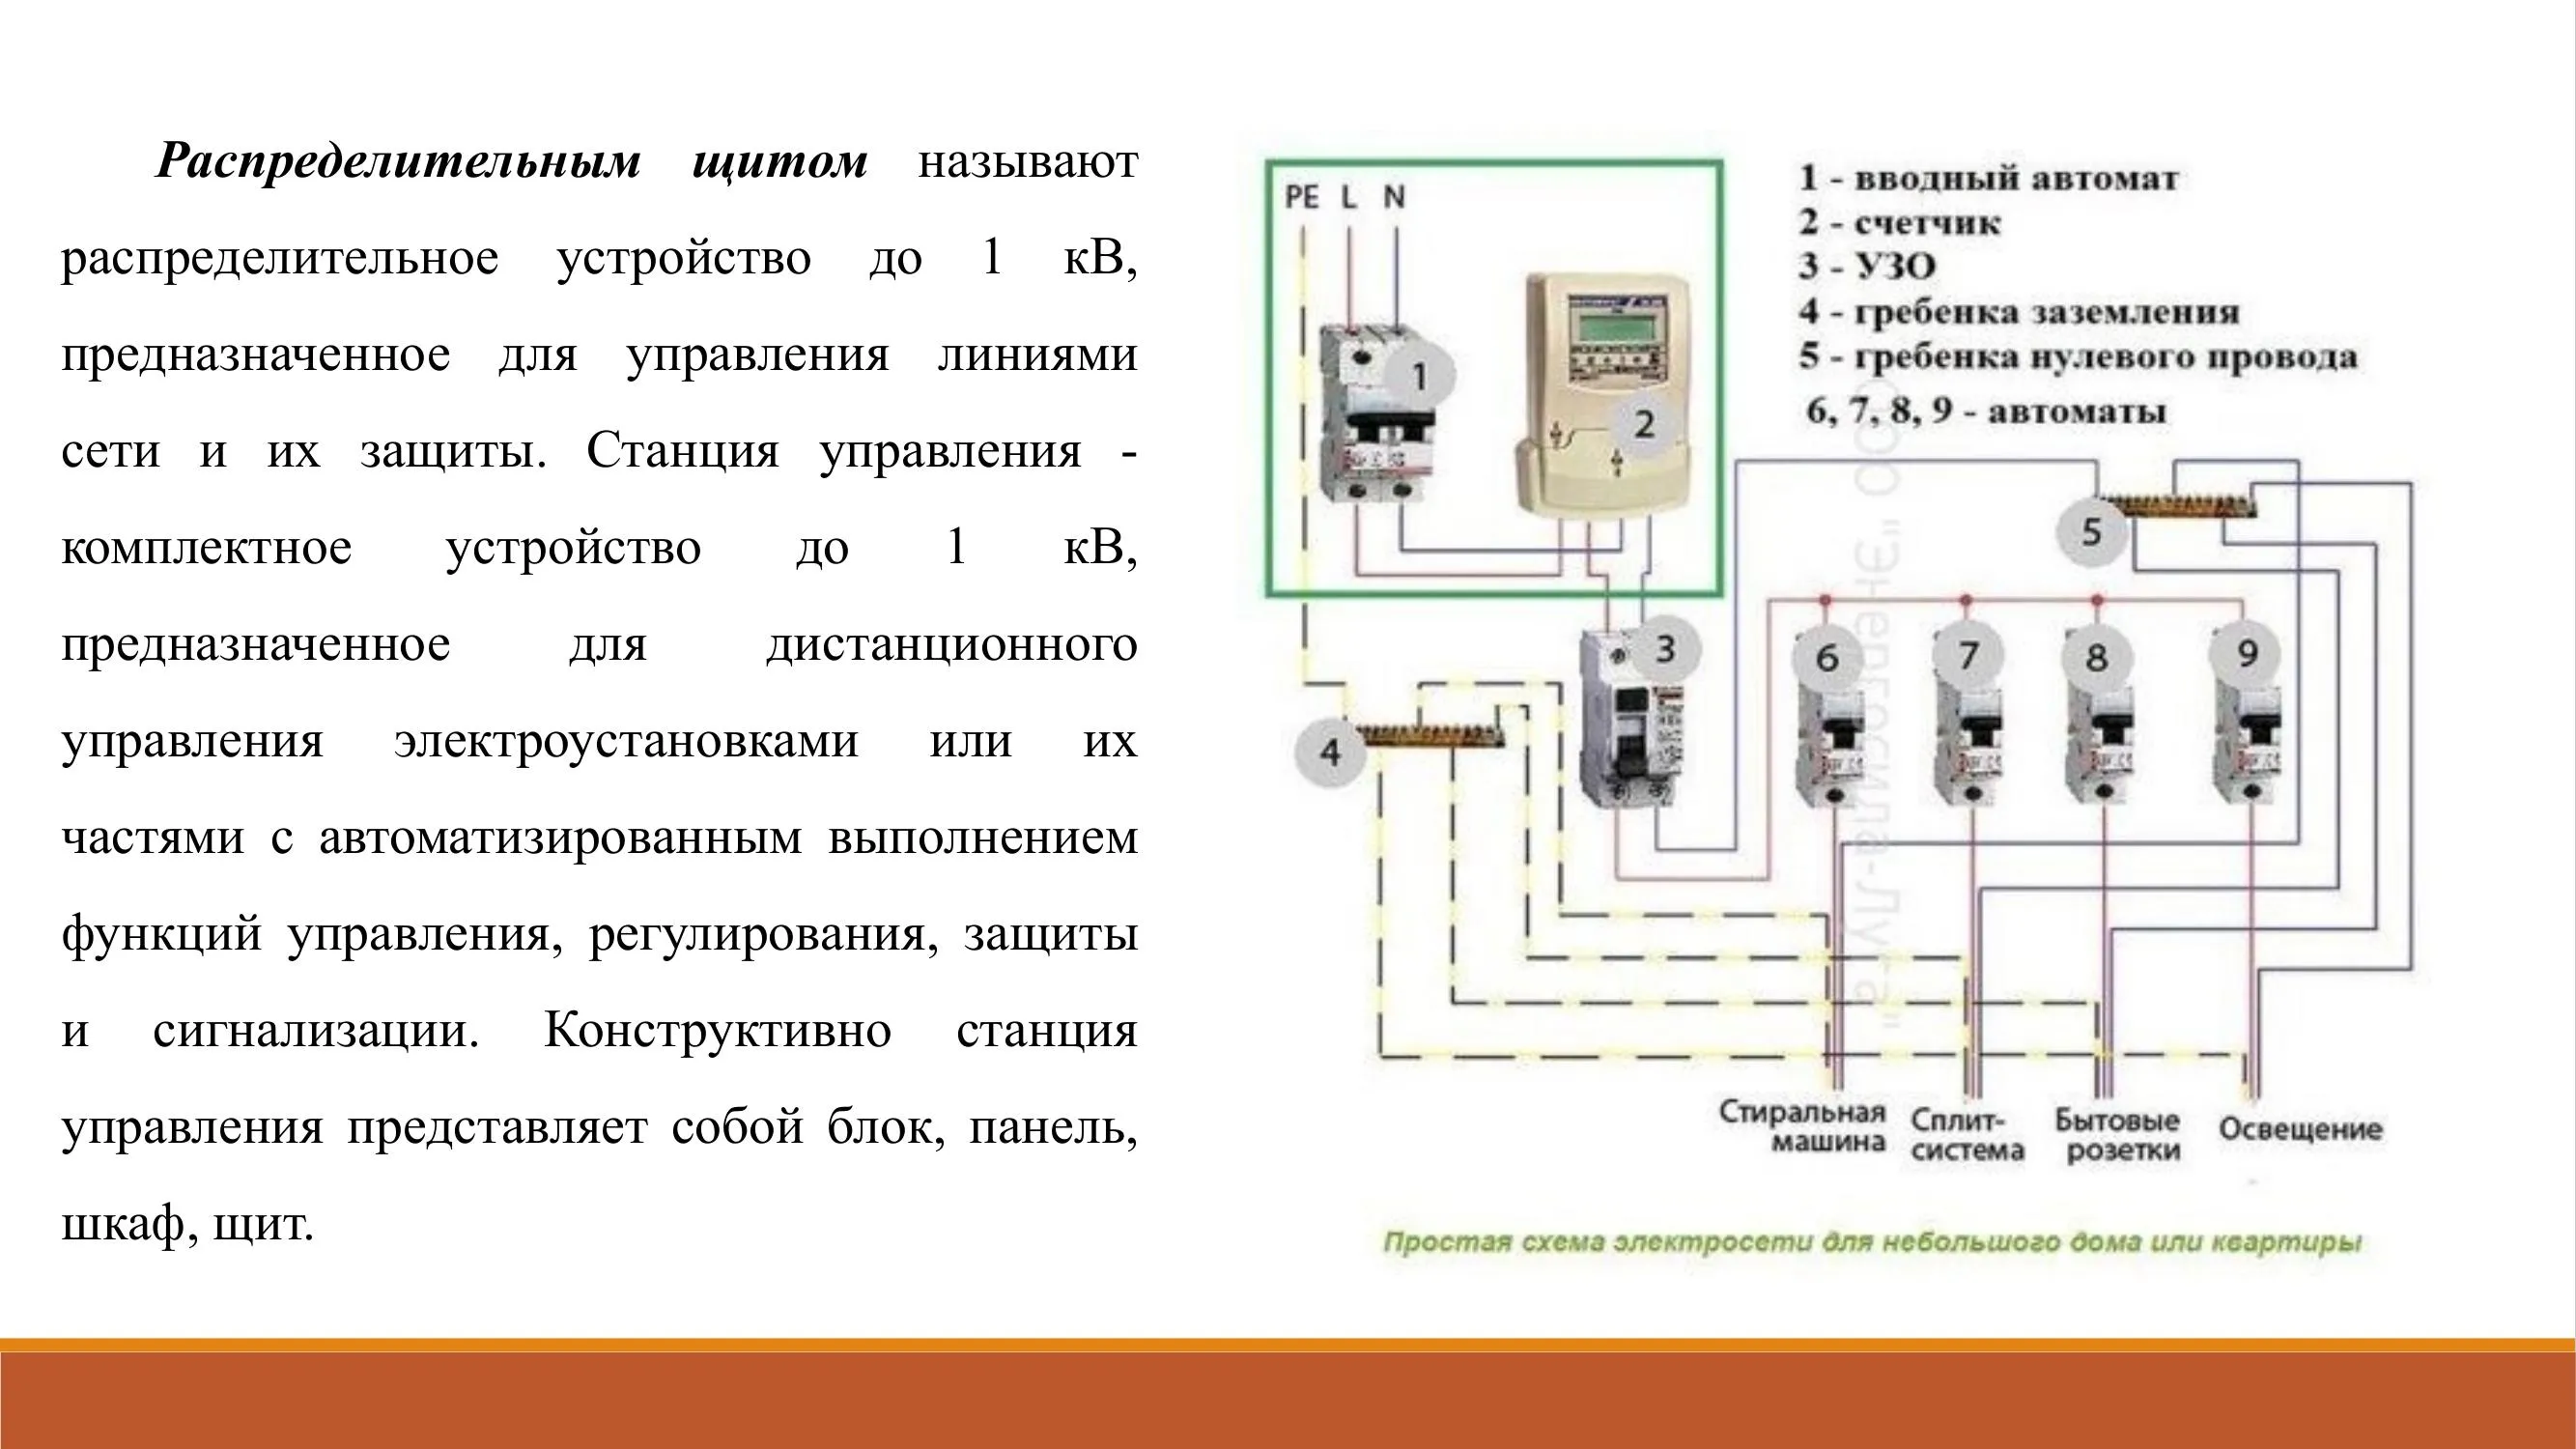 Распределительным щитом называют
распределительное устройство до 1 кВ,
предназначенное для управления линиями
сети и их защиты. Станция управления -
комплектное устройство до 1 кВ,
предназначенное для дистанционного
управления электроустановками или их
частями с автоматизированным выполнением
функций управления, регулирования, защиты
и сигнализации. Конструктивно станция
управления представляет собой блок, панель,
шкаф, щит.
PE L N
1
2
1 - вводный автомат
2 - счетчик
3 - УЗО
4 - гребенка заземления
5 - гребенка нулевого провода
6, 7, 8, 9 - автоматы
5
3
6
7
8
9
4
Стиральная
машина
Сплит-
система
Бытовые
розетки
Освещение
Простая схема электросети для небольшого дома или квартиры